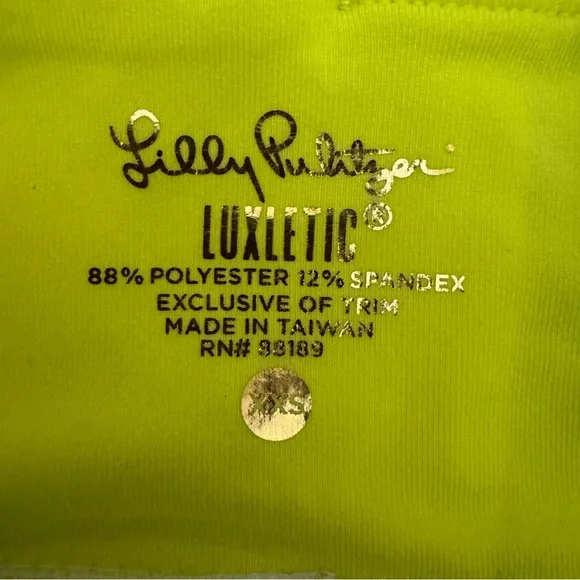 Lilly Pulitzer
LUXLETIC®
88% POLYESTER 12% SPANDEX
EXCLUSIVE OF TRIM
MADE IN TAIWAN
RN# 88189
XXS